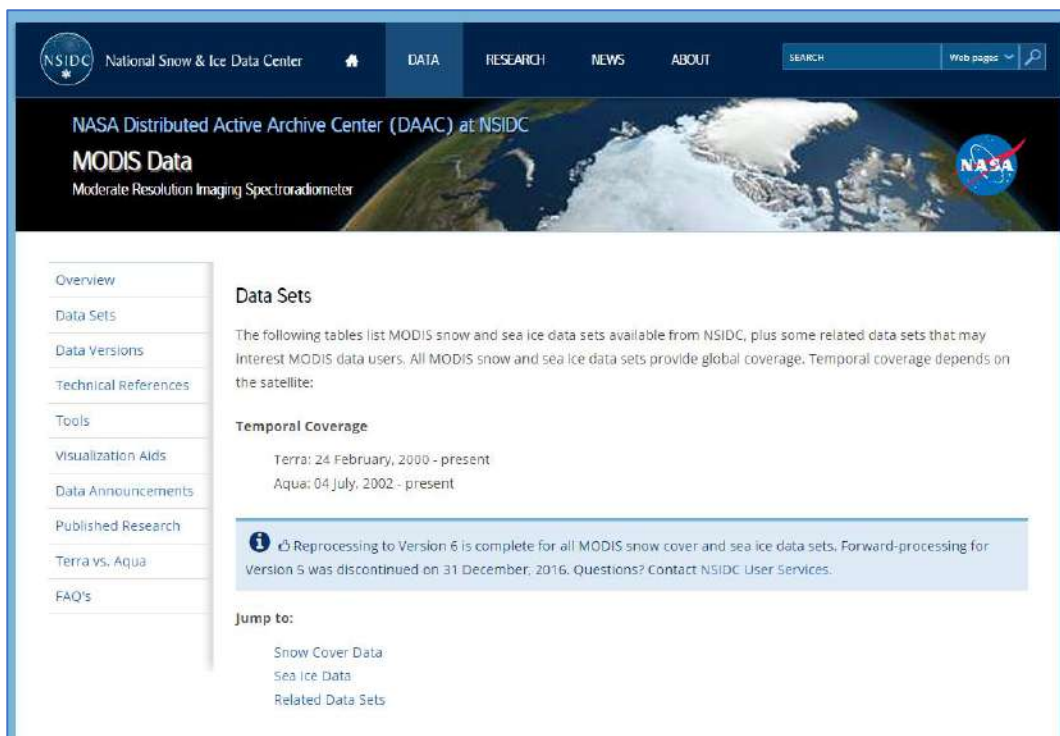 NSIDC National Snow & Ice Data Center DATA RESEARCH NEWS ABOUT SEARCH Web pages
NASA Distributed Active Archive Center (DAAC) at NSIDC
MODIS Data
Moderate Resolution Imaging Spectroradiometer
NASA
Overview
Data Sets
Data Versions
Technical References
Tools
Visualization Aids
Data Announcements
Published Research
Terra vs. Aqua
FAQ's
Data Sets
The following tables list MODIS snow and sea ice data sets available from NSIDC, plus some related data sets that may
interest MODIS data users. All MODIS snow and sea ice data sets provide global coverage. Temporal coverage depends on
the satellite:
Temporal Coverage
Terra: 24 February, 2000 - present
Aqua: 04 July, 2002 - present
Reprocessing to Version 6 is complete for all MODIS snow cover and sea ice data sets. Forward-processing for
Version 5 was discontinued on 31 December, 2016. Questions? Contact NSIDC User Services.
Jump to:
Snow Cover Data
Sea Ice Data
Related Data Sets